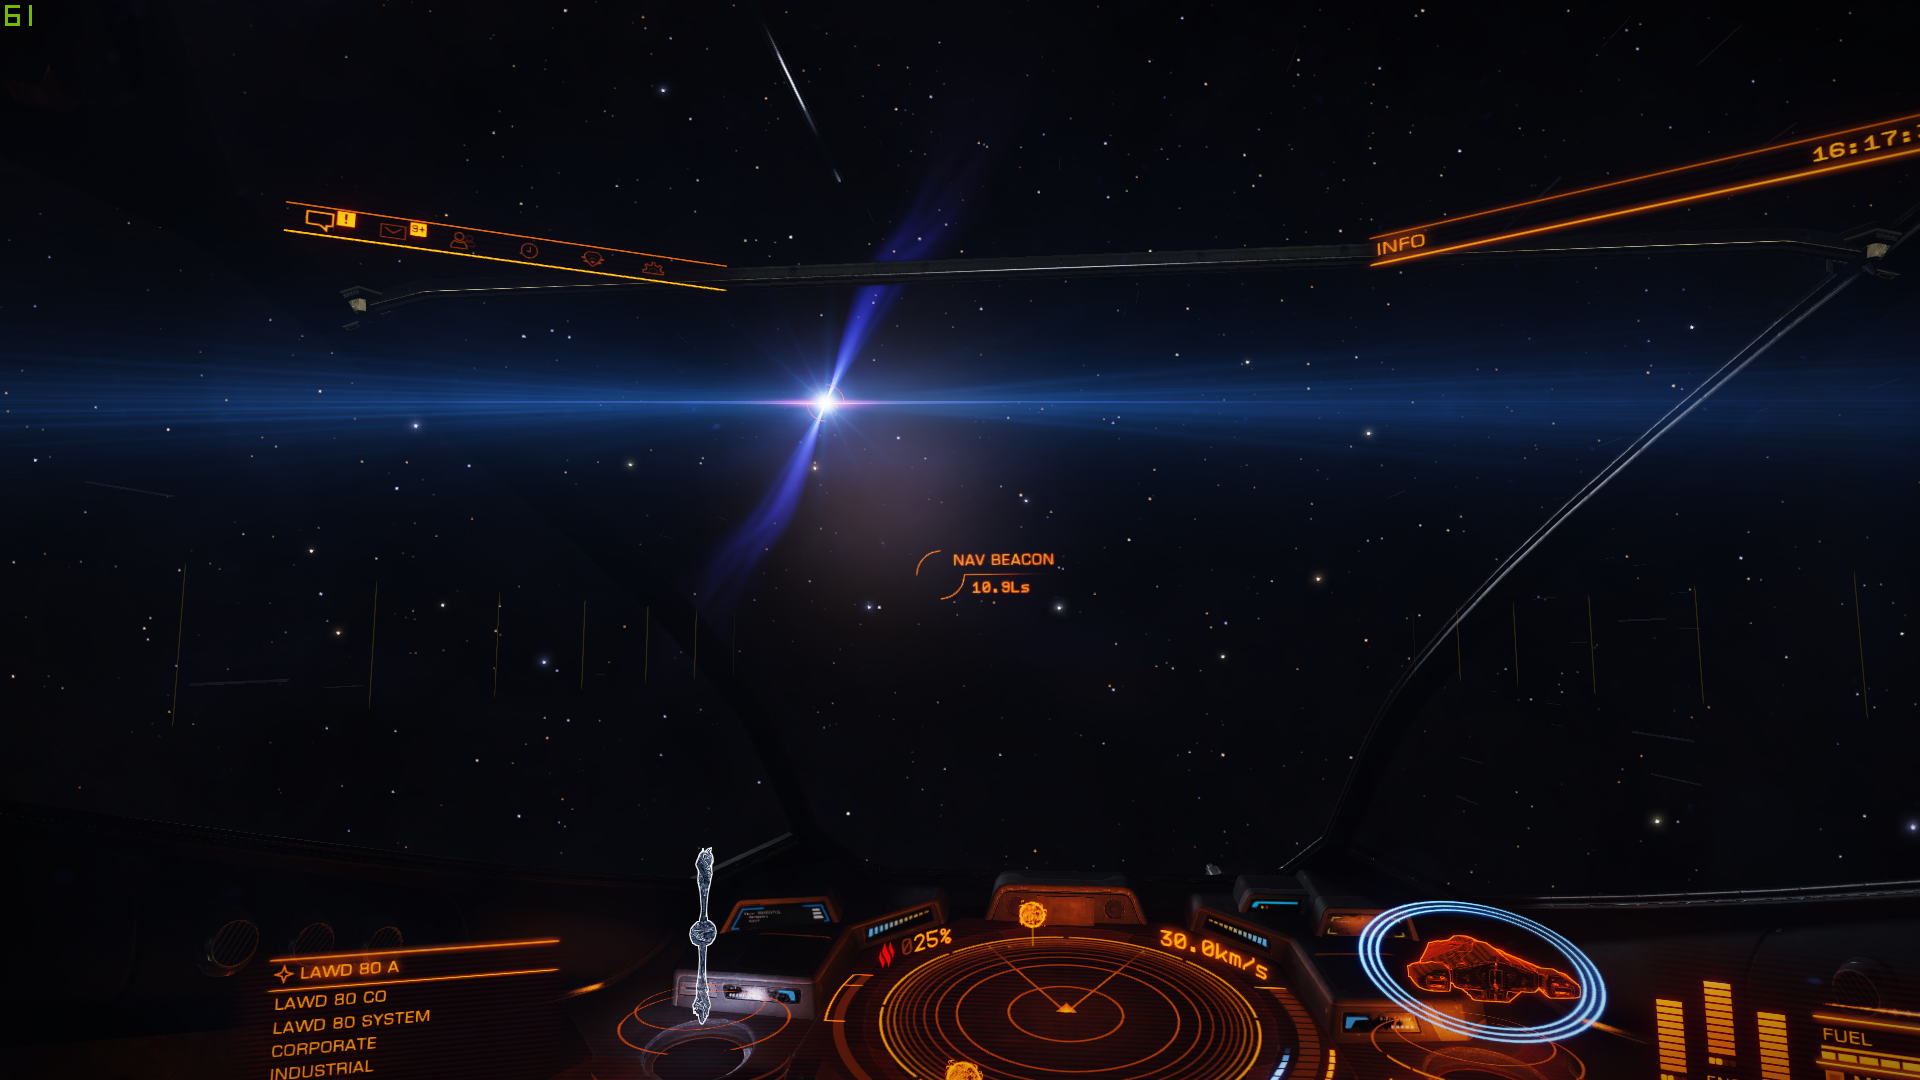 61
!
9+
INFO
16:17:
NAV BEACON
10.9Ls
025%
30.0km/s
LAWD 80 A
LAWD 80 CO
LAWD 80 SYSTEM
CORPORATE
INDUSTRIAL
FUEL